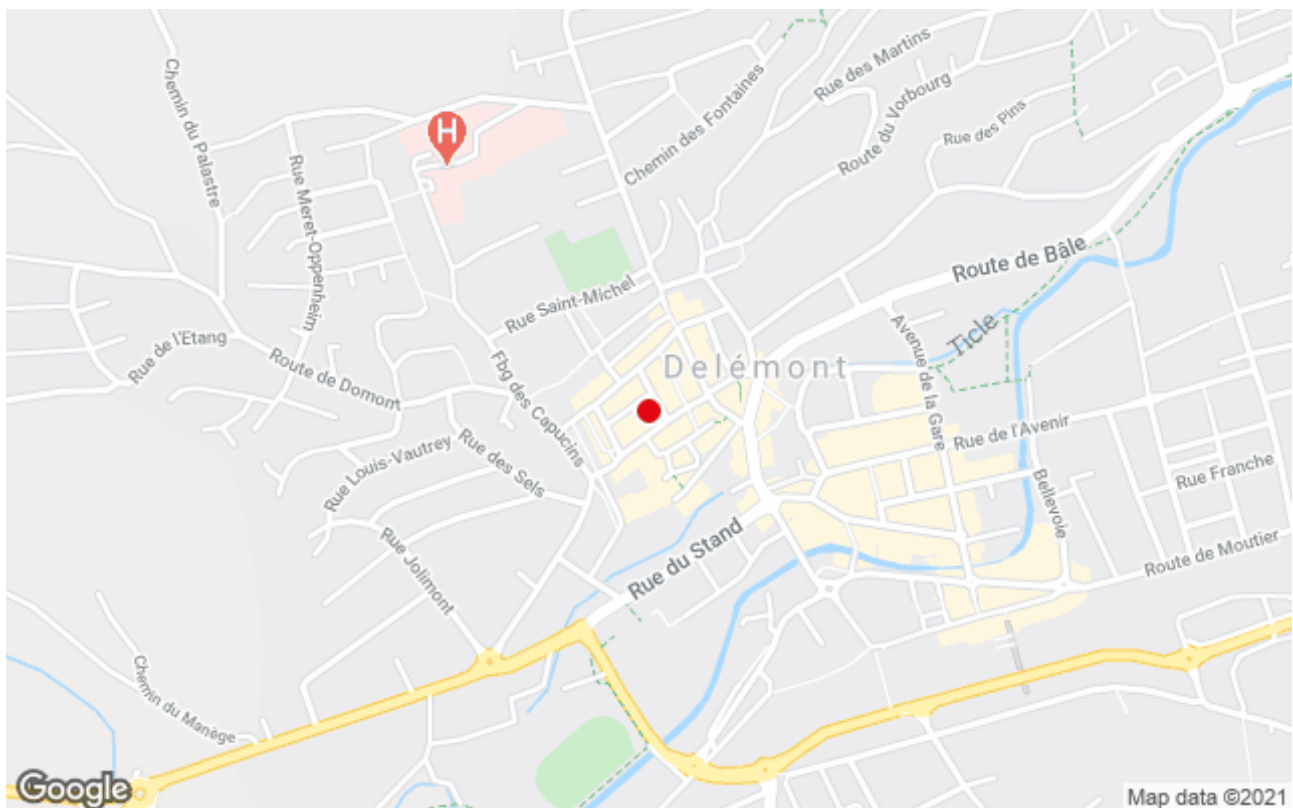 Chemin du Palastre
H
Rue Meret-Oppenheim
Chemin des Fontaines
Rue des Martins
Route du Vorbourg
Rue des Pins
Route de Bâle
Rue Saint-Michel
Rue de l'Etang
Route de Domont
Fbg des Capucins
Delémont
Ticle
Avenue de la Gare
Rue de l'Avenir
Rue Louis-Vautrey
Rue des Sels
Rue Franche
Bellevoie
Rue Jolimont
Rue du Stand
Route de Moutier
Chemin du Manège
Google
Map data ©2021